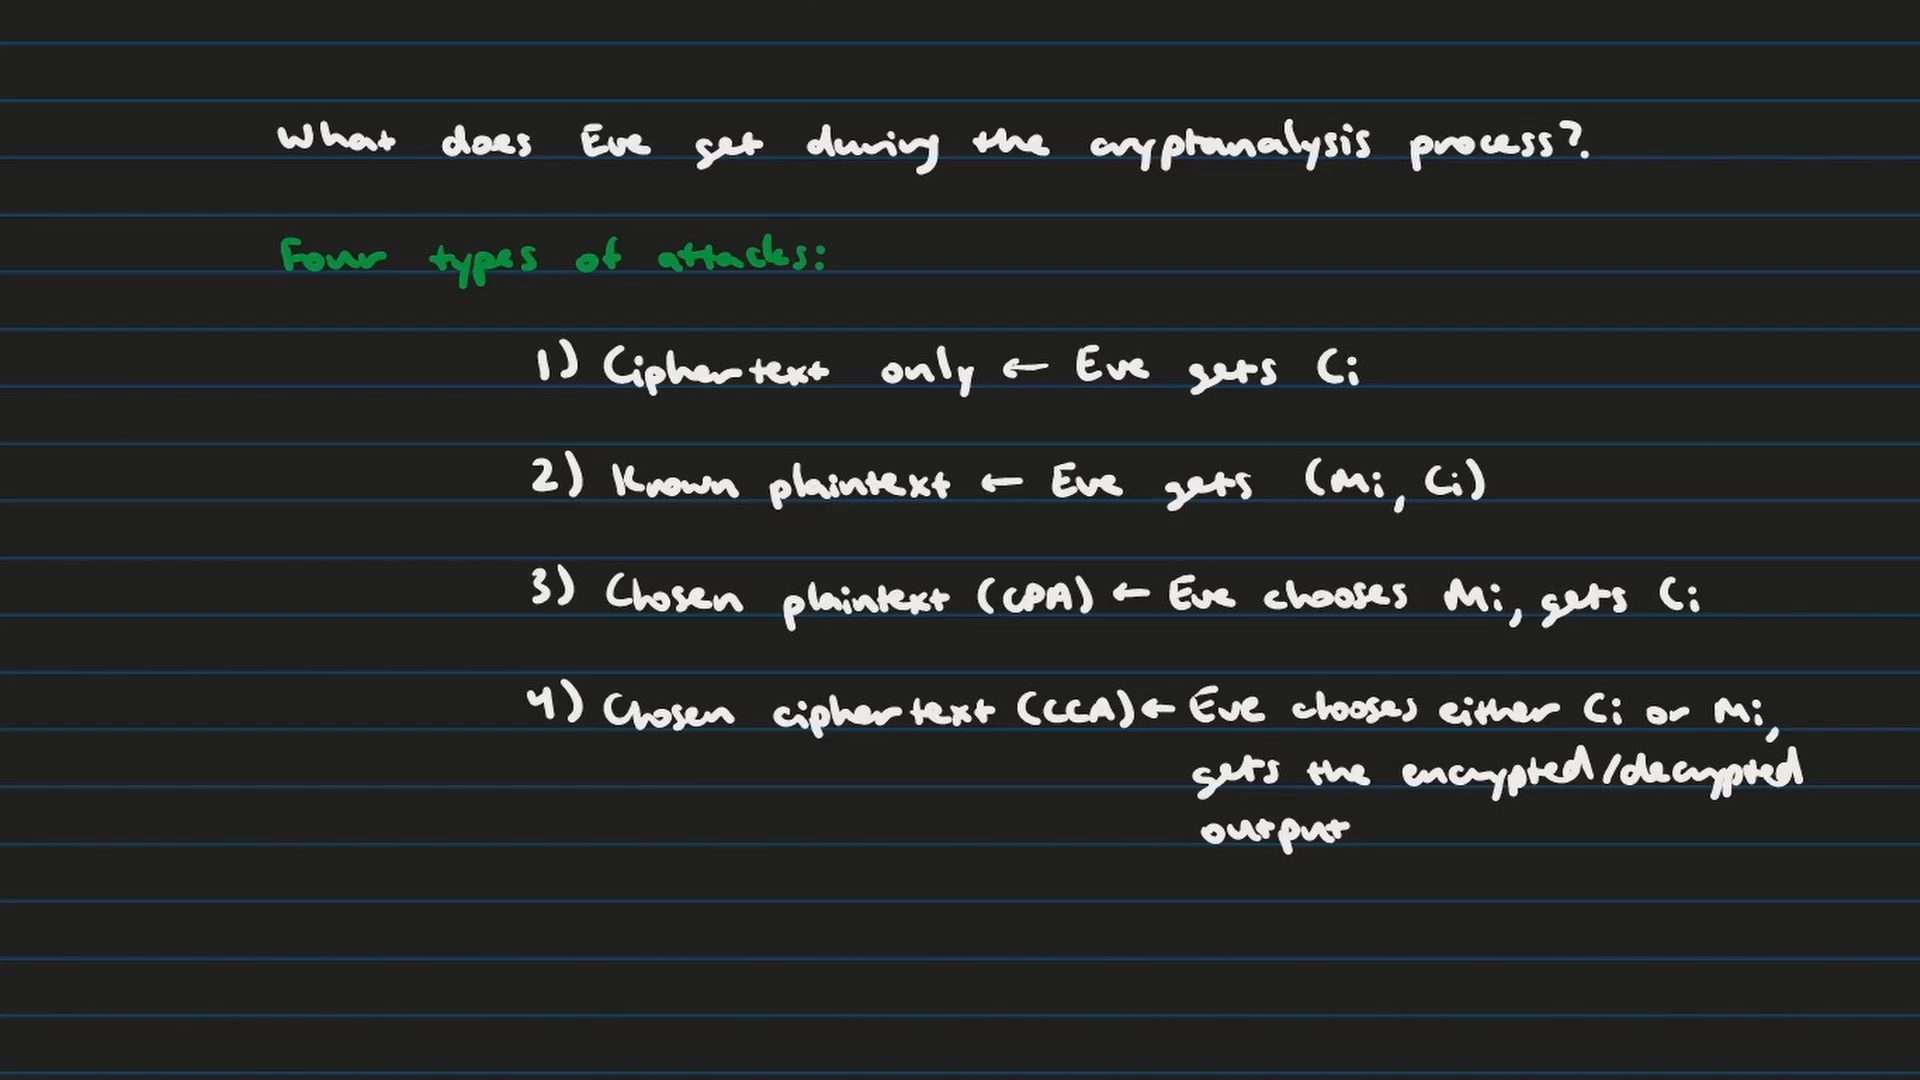 What does Eve get during the cryptanalysis process?
Four types of attacks:
1) Ciphertext only ← Eve gets Ci
2) Known plaintext ← Eve gets (Mi, Ci)
3) Chosen plaintext (CPA) ← Eve chooses Mi, gets Ci
4) Chosen ciphertext (CCA) ← Eve chooses either Ci or Mi,
gets the encrypted/decrypted
output